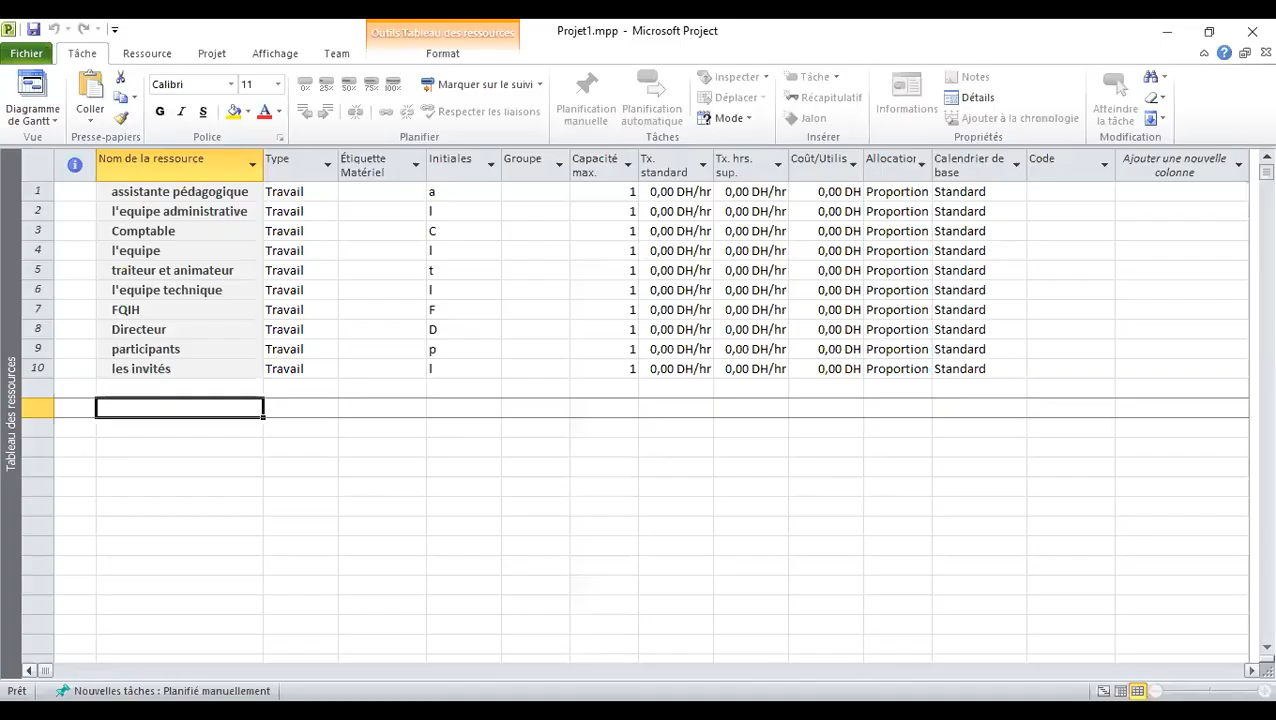 Outils Tableau des ressources
Projet1.mpp - Microsoft Project
Fichier Tâche Ressource Projet Affichage Team Format
Diagramme de Gantt
Vue
Coller
Presse-papiers
Calibri 11
G I S A
Police
0% 25% 50% 75% 100%
Marquer sur le suivi
Respecter les liaisons
Planifier
Planification manuelle
Planification automatique
Inspecter
Déplacer
Mode
Tâches
Tâche
Récapitulatif
Jalon
Insérer
Informations
Notes
Détails
Ajouter à la chronologie
Propriétés
Atteindre la tâche
Modification
Nom de la ressource Type Étiquette Matériel Initiales Groupe Capacité max. Tx. standard Tx. hrs. sup. Coût/Utilis Allocation Calendrier de base Code Ajouter une nouvelle colonne
1 assistante pédagogique Travail a 1 0,00 DH/hr 0,00 DH/hr 0,00 DH Proportion Standard
2 l'equipe administrative Travail l 1 0,00 DH/hr 0,00 DH/hr 0,00 DH Proportion Standard
3 Comptable Travail C 1 0,00 DH/hr 0,00 DH/hr 0,00 DH Proportion Standard
4 l'equipe Travail l 1 0,00 DH/hr 0,00 DH/hr 0,00 DH Proportion Standard
5 traiteur et animateur Travail t 1 0,00 DH/hr 0,00 DH/hr 0,00 DH Proportion Standard
6 l'equipe technique Travail l 1 0,00 DH/hr 0,00 DH/hr 0,00 DH Proportion Standard
7 FQIH Travail F 1 0,00 DH/hr 0,00 DH/hr 0,00 DH Proportion Standard
8 Directeur Travail D 1 0,00 DH/hr 0,00 DH/hr 0,00 DH Proportion Standard
9 participants Travail p 1 0,00 DH/hr 0,00 DH/hr 0,00 DH Proportion Standard
10 les invités Travail l 1 0,00 DH/hr 0,00 DH/hr 0,00 DH Proportion Standard
Tableau des ressources
Prêt Nouvelles tâches : Planifié manuellement